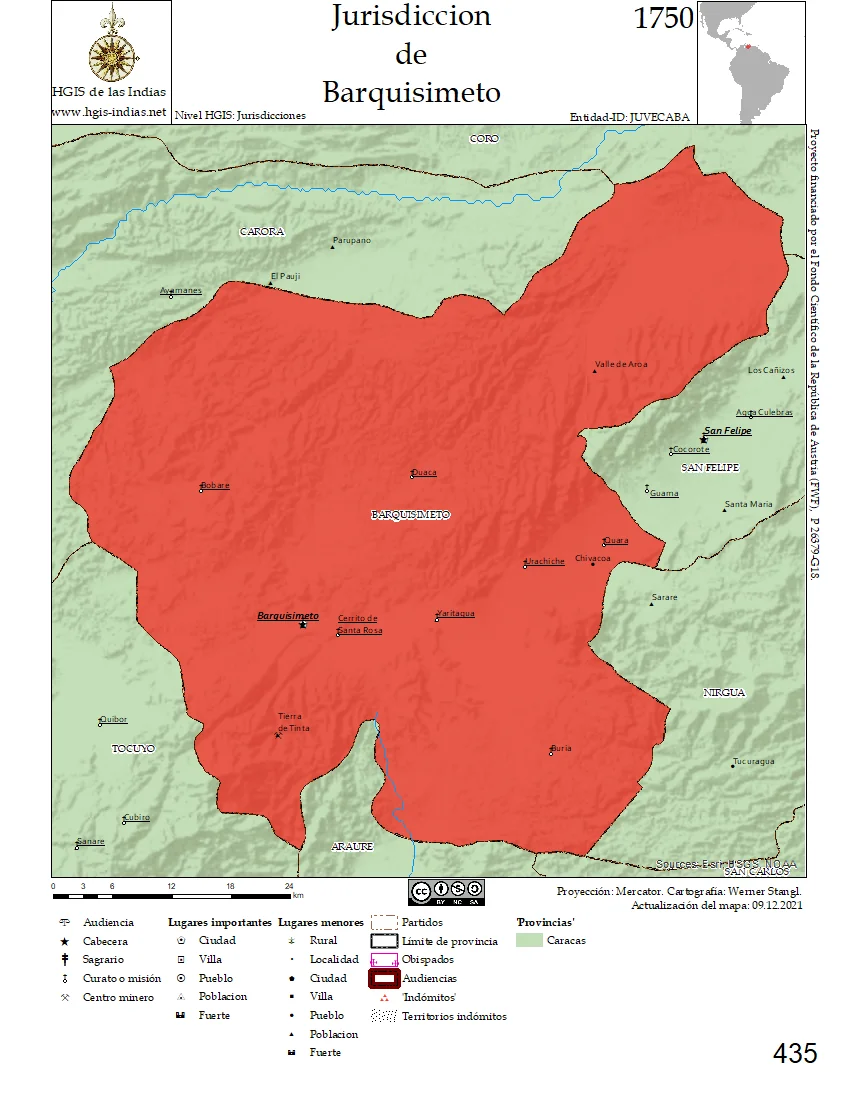 Jurisdiccion
de
Barquisimeto
1750
HGIS de las Indias
www.hgis-indias.net
Nivel HGIS: Jurisdicciones
Entidad-ID: JUVECABA
Proyecto financiado por el Fondo Científico de la República de Austria (FWF), P 26379-G18.
CORO
CARORA
Parupano
El Pauji
Ayamanes
Valle de Aroa
Los Cañizos
Agua Culebras
San Felipe
Cocorote
SAN FELIPE
Guama
Santa Maria
Duaca
Bobare
BARQUISIMETO
Quara
Urachiche
Chivacoa
Sarare
Barquisimeto
Cerrito de
Santa Rosa
Yaritagua
NIRGUA
Tierra
de Tinta
Quibor
TOCUYO
Buria
Tucuragua
Cubiro
Sanare
ARAURE
Sources: Esri, USGS, NOAA
SAN CARLOS
0 3 6 12 18 24
km
CC BY NC SA
Proyección: Mercator. Cartografía: Werner Stangl.
Actualización del mapa: 09.12.2021
Audiencia
Cabecera
Sagrario
Curato o misión
Centro minero
Lugares importantes
Ciudad
Villa
Pueblo
Poblacion
Fuerte
Lugares menores
Rural
Localidad
Ciudad
Villa
Pueblo
Poblacion
Fuerte
Partidos
Límite de provincia
Obispados
Audiencias
'Indómitos'
Territorios indómitos
'Provincias'
Caracas
435